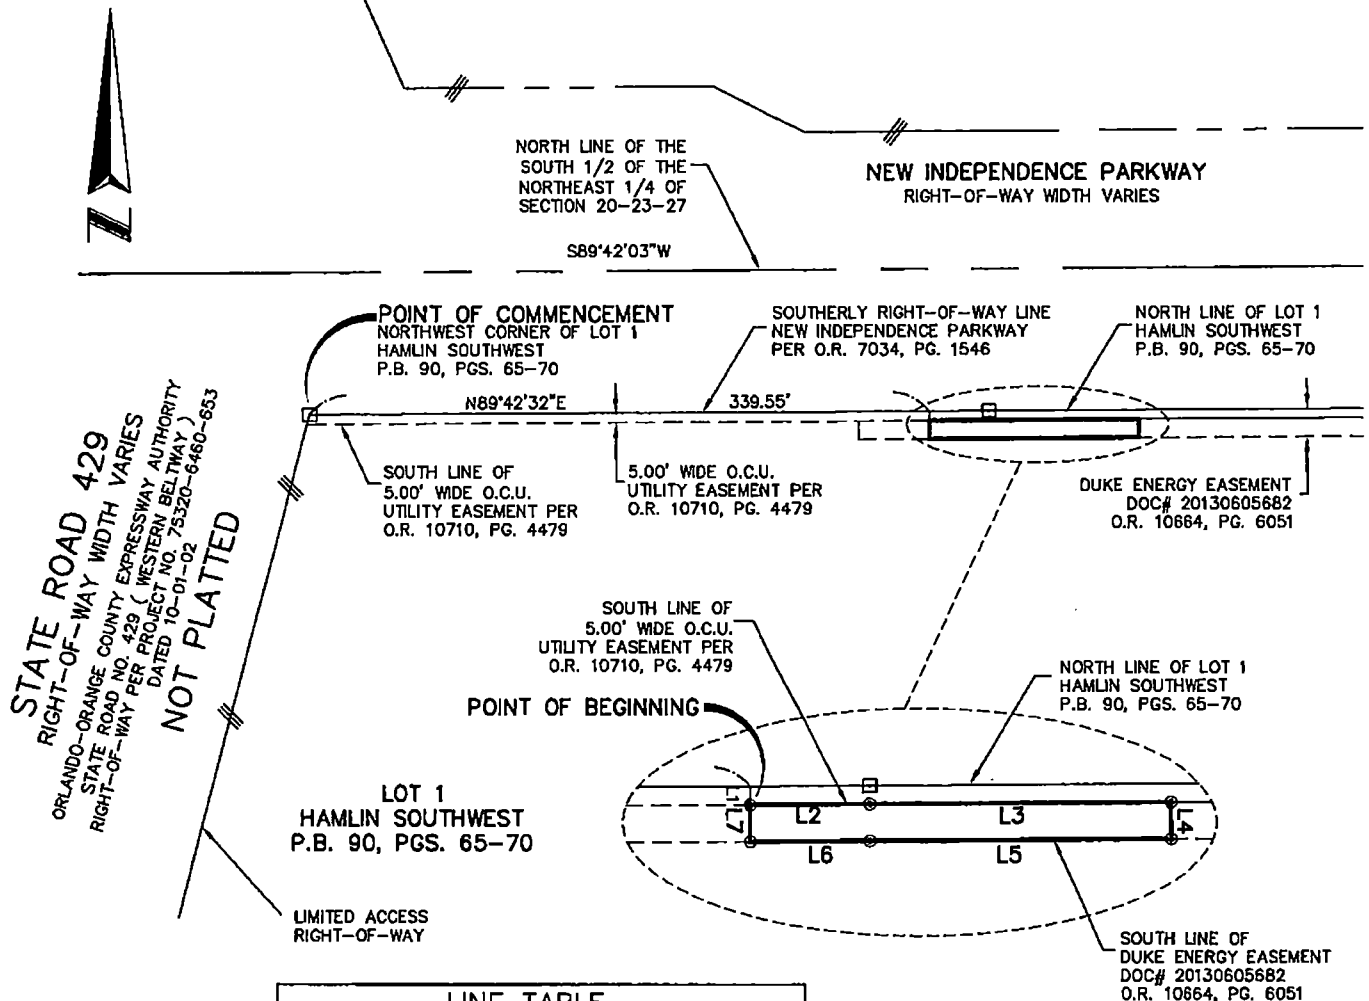 NORTH LINE OF THE
SOUTH 1/2 OF THE
NORTHEAST 1/4 OF
SECTION 20-23-27
NEW INDEPENDENCE PARKWAY
RIGHT-OF-WAY WIDTH VARIES
S89°42'03"W
N
POINT OF COMMENCEMENT
NORTHWEST CORNER OF LOT 1
HAMLIN SOUTHWEST
P.B. 90, PGS. 65-70
SOUTHERLY RIGHT-OF-WAY LINE
NEW INDEPENDENCE PARKWAY
PER O.R. 7034, PG. 1546
NORTH LINE OF LOT 1
HAMLIN SOUTHWEST
P.B. 90, PGS. 65-70
N89°42'32"E
339.55'
SOUTH LINE OF
5.00' WIDE O.C.U.
UTILITY EASEMENT PER
O.R. 10710, PG. 4479
5.00' WIDE O.C.U.
UTILITY EASEMENT PER
O.R. 10710, PG. 4479
DUKE ENERGY EASEMENT
DOC# 20130605682
O.R. 10664, PG. 6051
STATE ROAD 429
RIGHT-OF-WAY WIDTH VARIES
ORLANDO-ORANGE COUNTY EXPRESSWAY AUTHORITY
STATE ROAD NO. 429 ( WESTERN BELTWAY )
RIGHT-OF-WAY PER PROJECT NO. 75320-6460-653
DATED 10-01-02
NOT PLATTED
SOUTH LINE OF
5.00' WIDE O.C.U.
UTILITY EASEMENT PER
O.R. 10710, PG. 4479
NORTH LINE OF LOT 1
HAMLIN SOUTHWEST
P.B. 90, PGS. 65-70
POINT OF BEGINNING
LOT 1
HAMLIN SOUTHWEST
P.B. 90, PGS. 65-70
L1
L2
L3
L4
L7
L6
L5
LIMITED ACCESS
RIGHT-OF-WAY
SOUTH LINE OF
DUKE ENERGY EASEMENT
DOC# 20130605682
O.R. 10664, PG. 6051
LINE TABLE